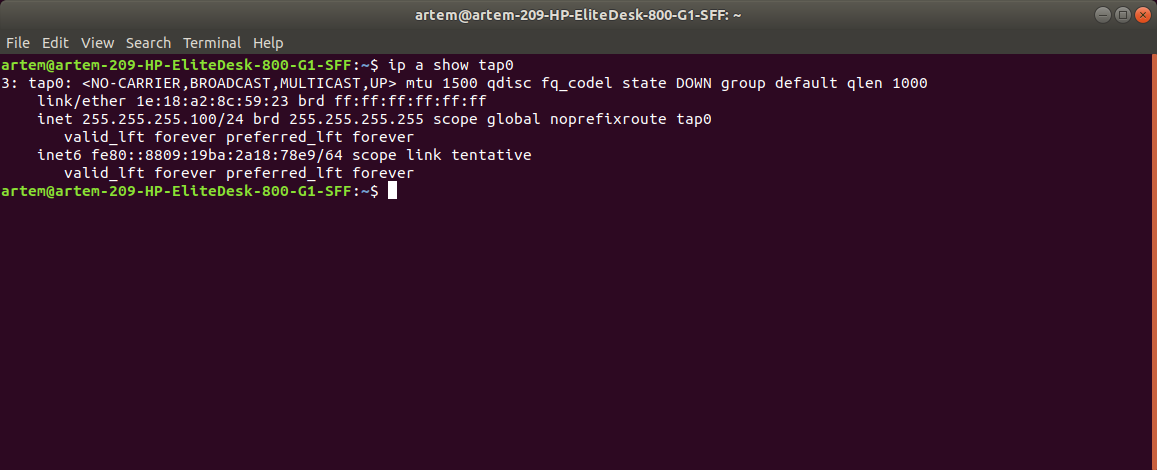 artem@artem-209-HP-EliteDesk-800-G1-SFF: ~
File Edit View Search Terminal Help
artem@artem-209-HP-EliteDesk-800-G1-SFF:~$ ip a show tap0
3: tap0: <NO-CARRIER,BROADCAST,MULTICAST,UP> mtu 1500 qdisc fq_codel state DOWN group default qlen 1000
    link/ether 1e:18:a2:8c:59:23 brd ff:ff:ff:ff:ff:ff
    inet 255.255.255.100/24 brd 255.255.255.255 scope global noprefixroute tap0
       valid_lft forever preferred_lft forever
    inet6 fe80::8809:19ba:2a18:78e9/64 scope link tentative
       valid_lft forever preferred_lft forever
artem@artem-209-HP-EliteDesk-800-G1-SFF:~$